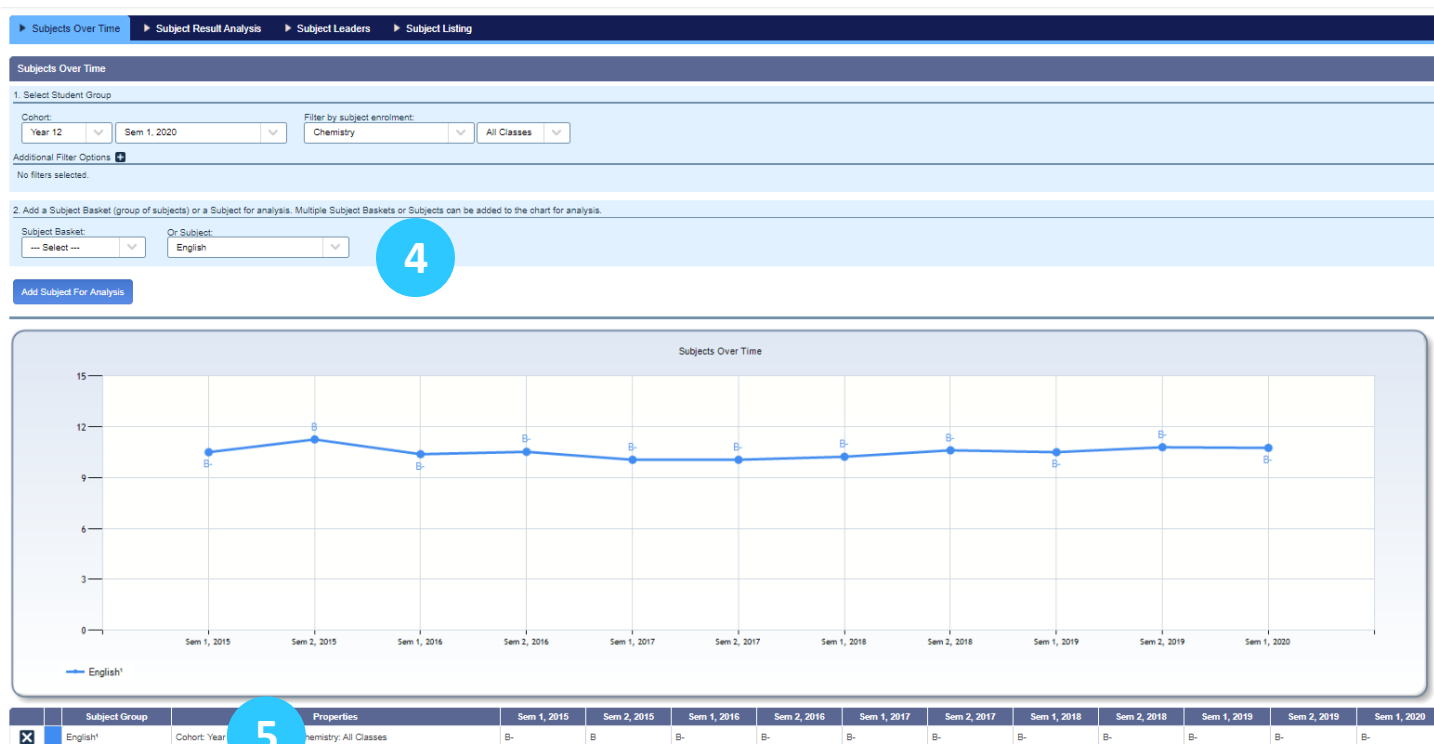 Subjects Over Time Subject Result Analysis Subject Leaders Subject Listing
Subjects Over Time
1. Select Student Group
Cohort: Filter by subject enrolment:
Year 12 Sem 1, 2020 Chemistry All Classes
Additional Filter Options
No filters selected.
2. Add a Subject Basket (group of subjects) or a Subject for analysis. Multiple Subject Baskets or Subjects can be added to the chart for analysis.
Subject Basket: Or Subject:
--- Select --- English
4
Add Subject For Analysis
Subjects Over Time
15
12
9
6
3
0
B-
B
B-
B-
B-
B-
B-
B-
B-
B-
B-
Sem 1, 2015 Sem 2, 2015 Sem 1, 2016 Sem 2, 2016 Sem 1, 2017 Sem 2, 2017 Sem 1, 2018 Sem 2, 2018 Sem 1, 2019 Sem 2, 2019 Sem 1, 2020
English¹
Subject Group Properties Sem 1, 2015 Sem 2, 2015 Sem 1, 2016 Sem 2, 2016 Sem 1, 2017 Sem 2, 2017 Sem 1, 2018 Sem 2, 2018 Sem 1, 2019 Sem 2, 2019 Sem 1, 2020
5
English¹ Cohort: Year hemistry: All Classes B- B B- B- B- B- B- B- B- B- B-